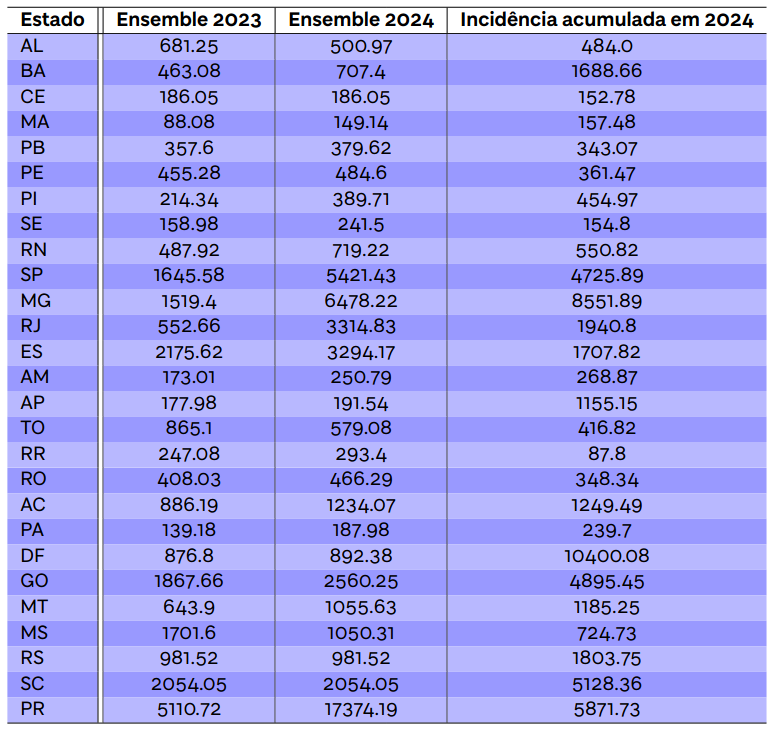 Estado Ensemble 2023 Ensemble 2024 Incidência acumulada em 2024
AL 681.25 500.97 484.0
BA 463.08 707.4 1688.66
CE 186.05 186.05 152.78
MA 88.08 149.14 157.48
PB 357.6 379.62 343.07
PE 455.28 484.6 361.47
PI 214.34 389.71 454.97
SE 158.98 241.5 154.8
RN 487.92 719.22 550.82
SP 1645.58 5421.43 4725.89
MG 1519.4 6478.22 8551.89
RJ 552.66 3314.83 1940.8
ES 2175.62 3294.17 1707.82
AM 173.01 250.79 268.87
AP 177.98 191.54 1155.15
TO 865.1 579.08 416.82
RR 247.08 293.4 87.8
RO 408.03 466.29 348.34
AC 886.19 1234.07 1249.49
PA 139.18 187.98 239.7
DF 876.8 892.38 10400.08
GO 1867.66 2560.25 4895.45
MT 643.9 1055.63 1185.25
MS 1701.6 1050.31 724.73
RS 981.52 981.52 1803.75
SC 2054.05 2054.05 5128.36
PR 5110.72 17374.19 5871.73